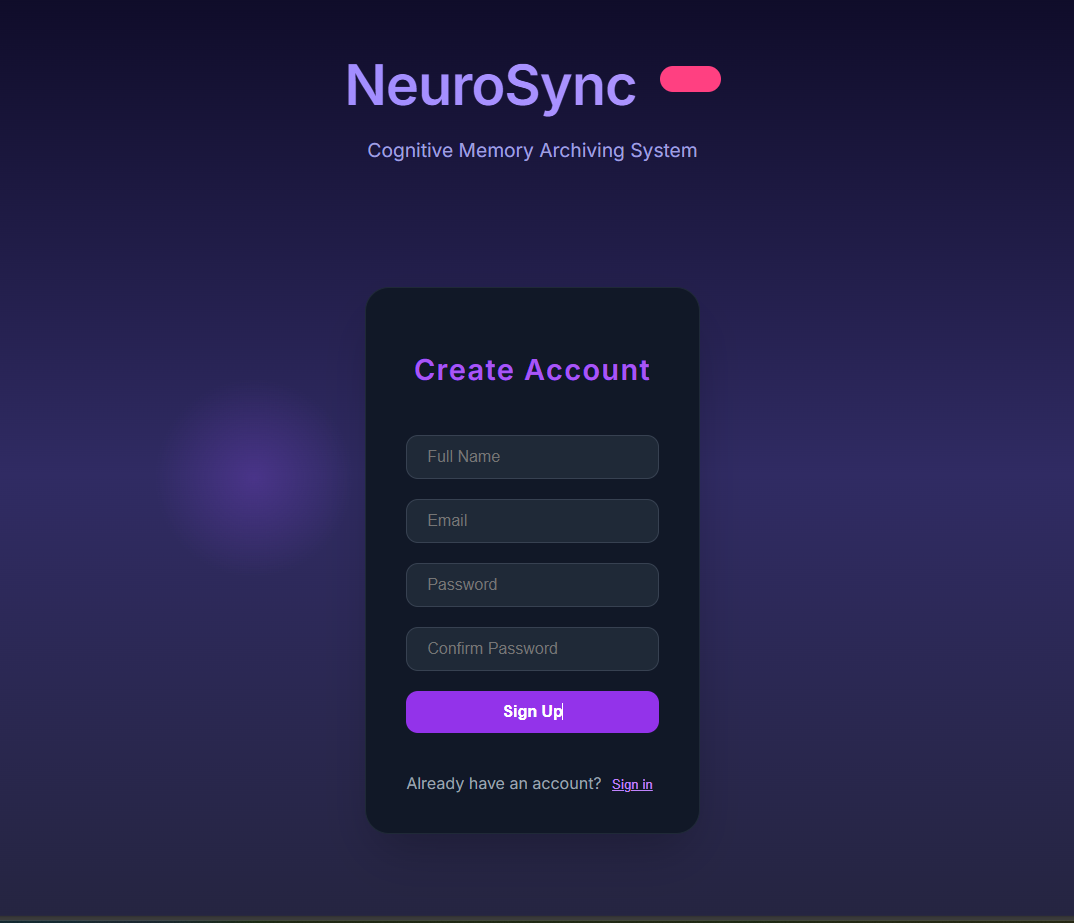 NeuroSync
Cognitive Memory Archiving System
Create Account
Full Name
Email
Password
Confirm Password
Sign Up
Already have an account? Sign in